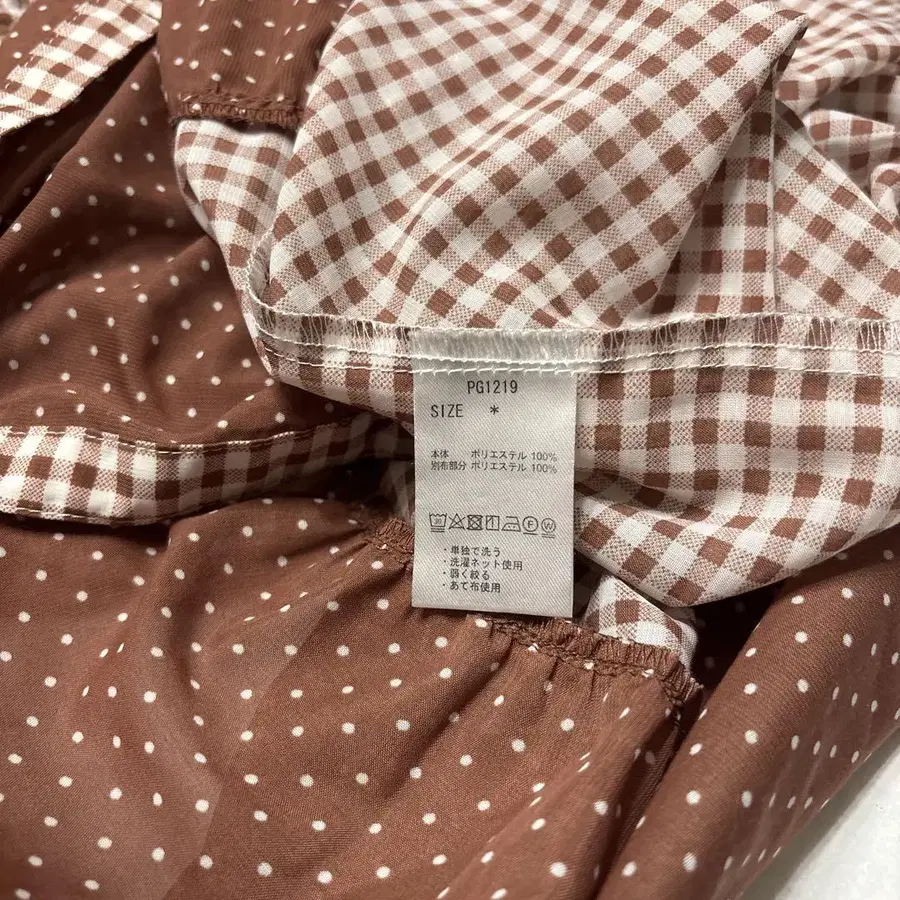 PG1219
SIZE *
本体 ポリエステル 100%
別布部分 ポリエステル 100%
・単独で洗う
・洗濯ネット使用
・弱く絞る
・あて布使用